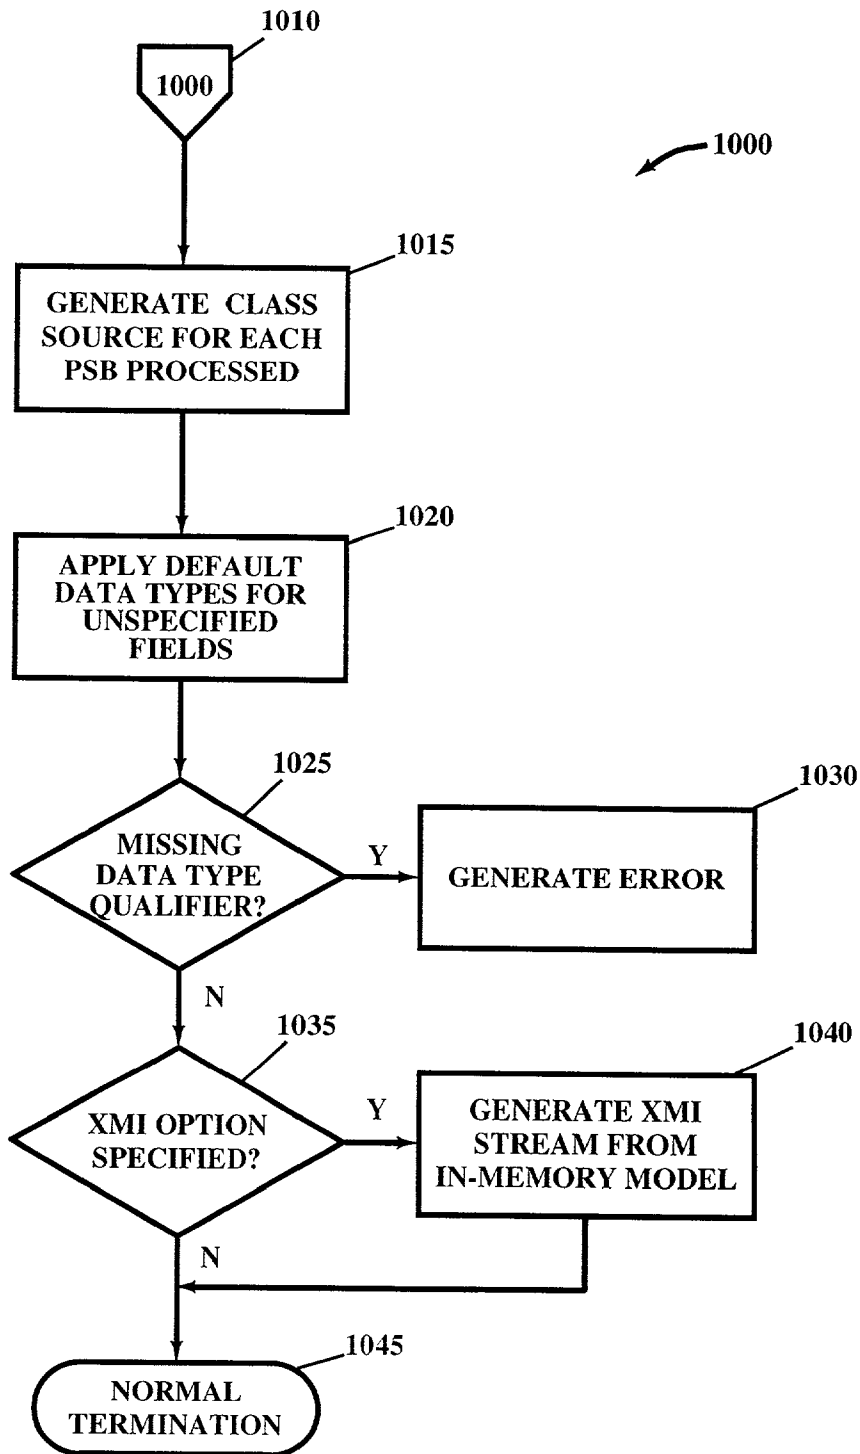 1010
1000
1000
1015
GENERATE CLASS
SOURCE FOR EACH
PSB PROCESSED
1020
APPLY DEFAULT
DATA TYPES FOR
UNSPECIFIED
FIELDS
1025
MISSING
DATA TYPE
QUALIFIER?
Y
1030
GENERATE ERROR
N
1035
XMI OPTION
SPECIFIED?
Y
1040
GENERATE XMI
STREAM FROM
IN-MEMORY MODEL
N
1045
NORMAL
TERMINATION